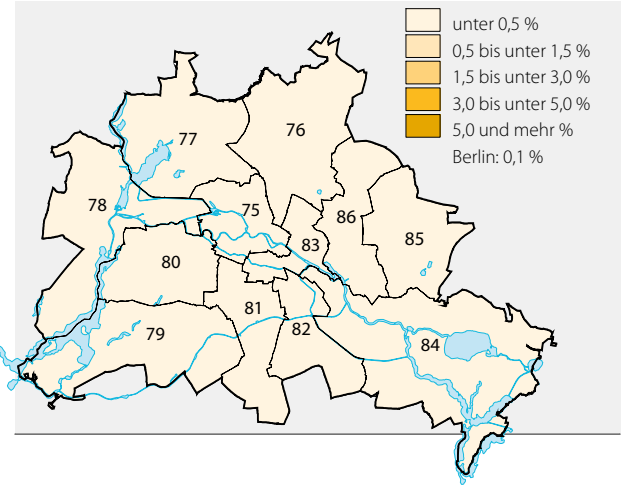 unter 0,5 %
0,5 bis unter 1,5 %
1,5 bis unter 3,0 %
3,0 bis unter 5,0 %
5,0 und mehr %
Berlin: 0,1 %
76
77
78
75
86
85
83
80
81
82
79
84